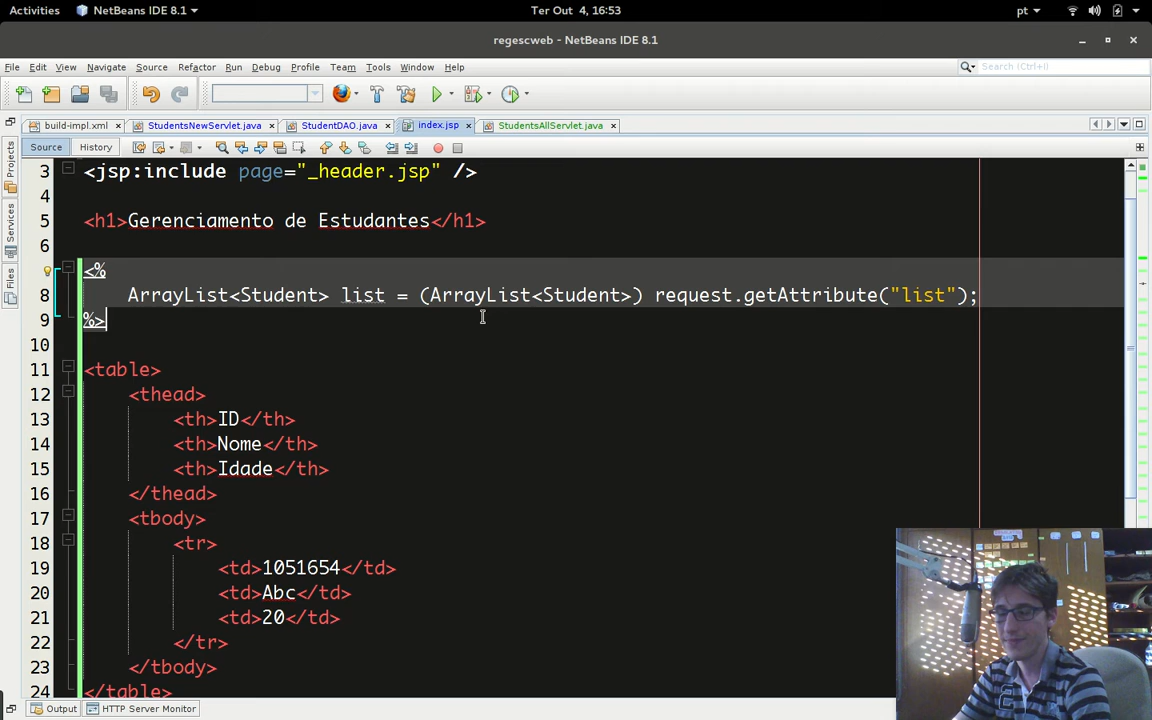 Activities NetBeans IDE 8.1 Ter Out 4, 16:53 pt
regescweb - NetBeans IDE 8.1
File Edit View Navigate Source Refactor Run Debug Profile Team Tools Window Help Search (Ctrl+I)
build-impl.xml StudentsNewServlet.java StudentDAO.java index.jsp StudentsAllServlet.java
Source History
Projects
Services
Files
3 <jsp:include page="_header.jsp" />
4
5 <h1>Gerenciamento de Estudantes</h1>
6
<%
8 ArrayList<Student> list = (ArrayList<Student>) request.getAttribute("list");
9 %>
10
11 <table>
12 <thead>
13 <th>ID</th>
14 <th>Nome</th>
15 <th>Idade</th>
16 </thead>
17 <tbody>
18 <tr>
19 <td>1051654</td>
20 <td>Abc</td>
21 <td>20</td>
22 </tr>
23 </tbody>
24 </table>
Output HTTP Server Monitor